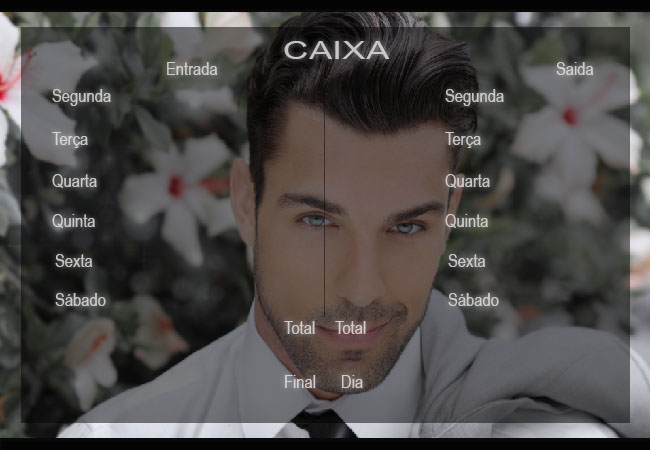 CAIXA
Entrada Saida
Segunda Segunda
Terça Terça
Quarta Quarta
Quinta Quinta
Sexta Sexta
Sábado Sábado
Total Total
Final Dia